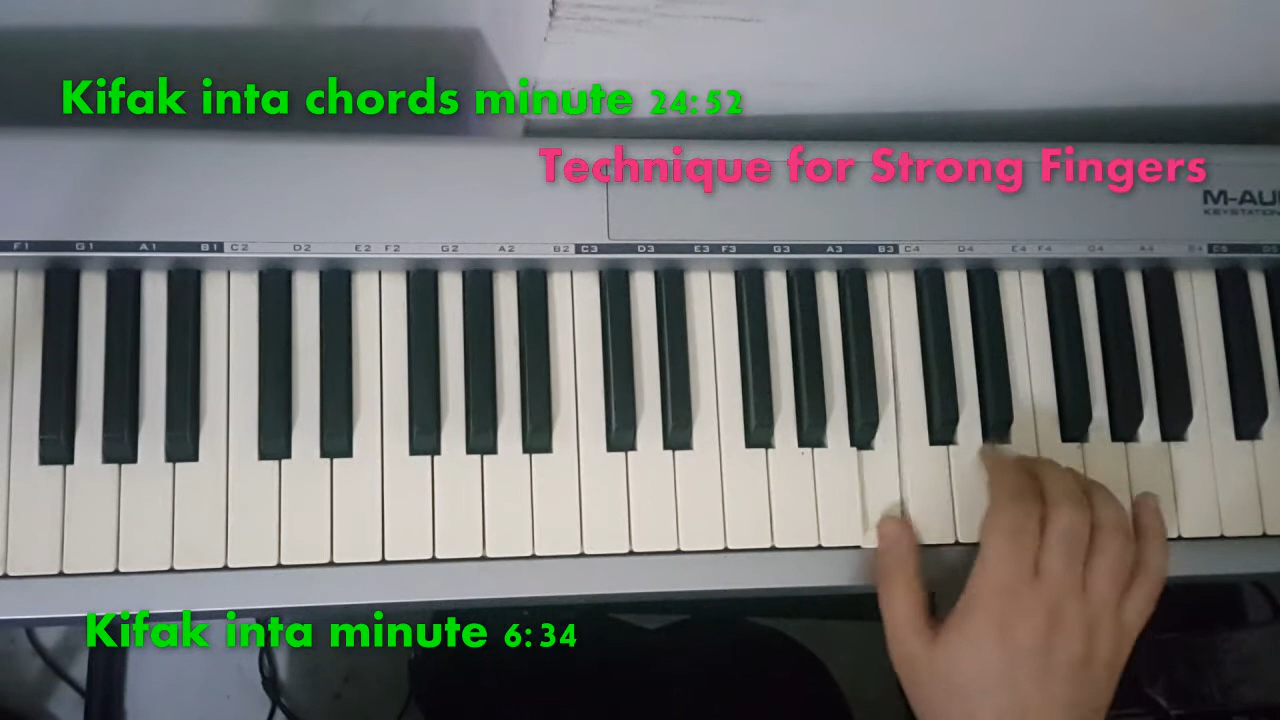 Kifak inta chords minute 24:52
Technique for Strong Fingers
M-AU
KEYSTATION
F1 G1 A1 B1 C2 D2 E2 F2 G2 A2 B2 C3 D3 E3 F3 G3 A3 B3 C4 D4 E4 F4 G4 A4 B4 C5
Kifak inta minute 6:34